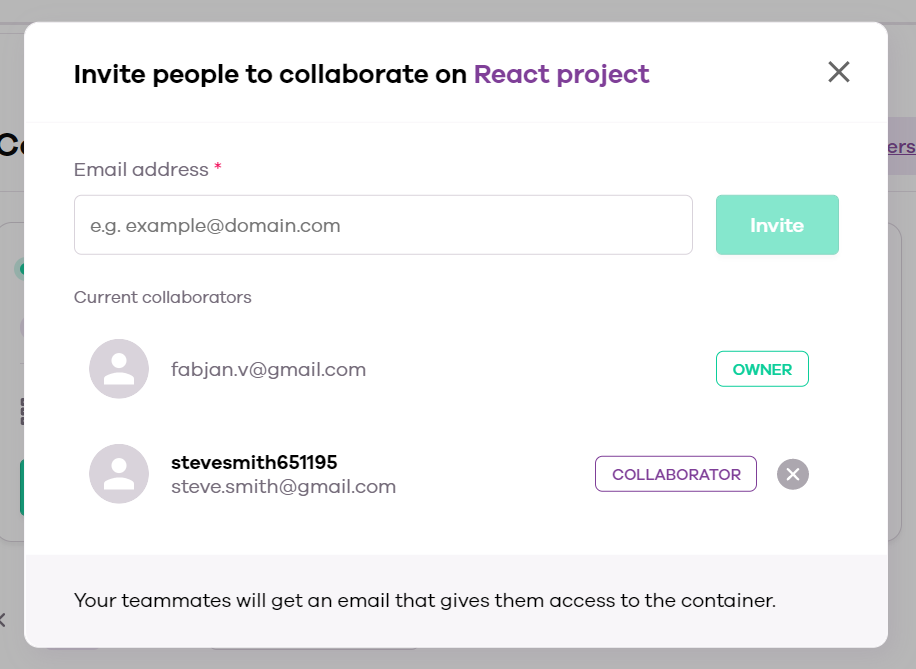 Invite people to collaborate on React project
Email address *
e.g. example@domain.com
Invite
Current collaborators
fabjan.v@gmail.com
OWNER
stevesmith651195
steve.smith@gmail.com
COLLABORATOR
Your teammates will get an email that gives them access to the container.